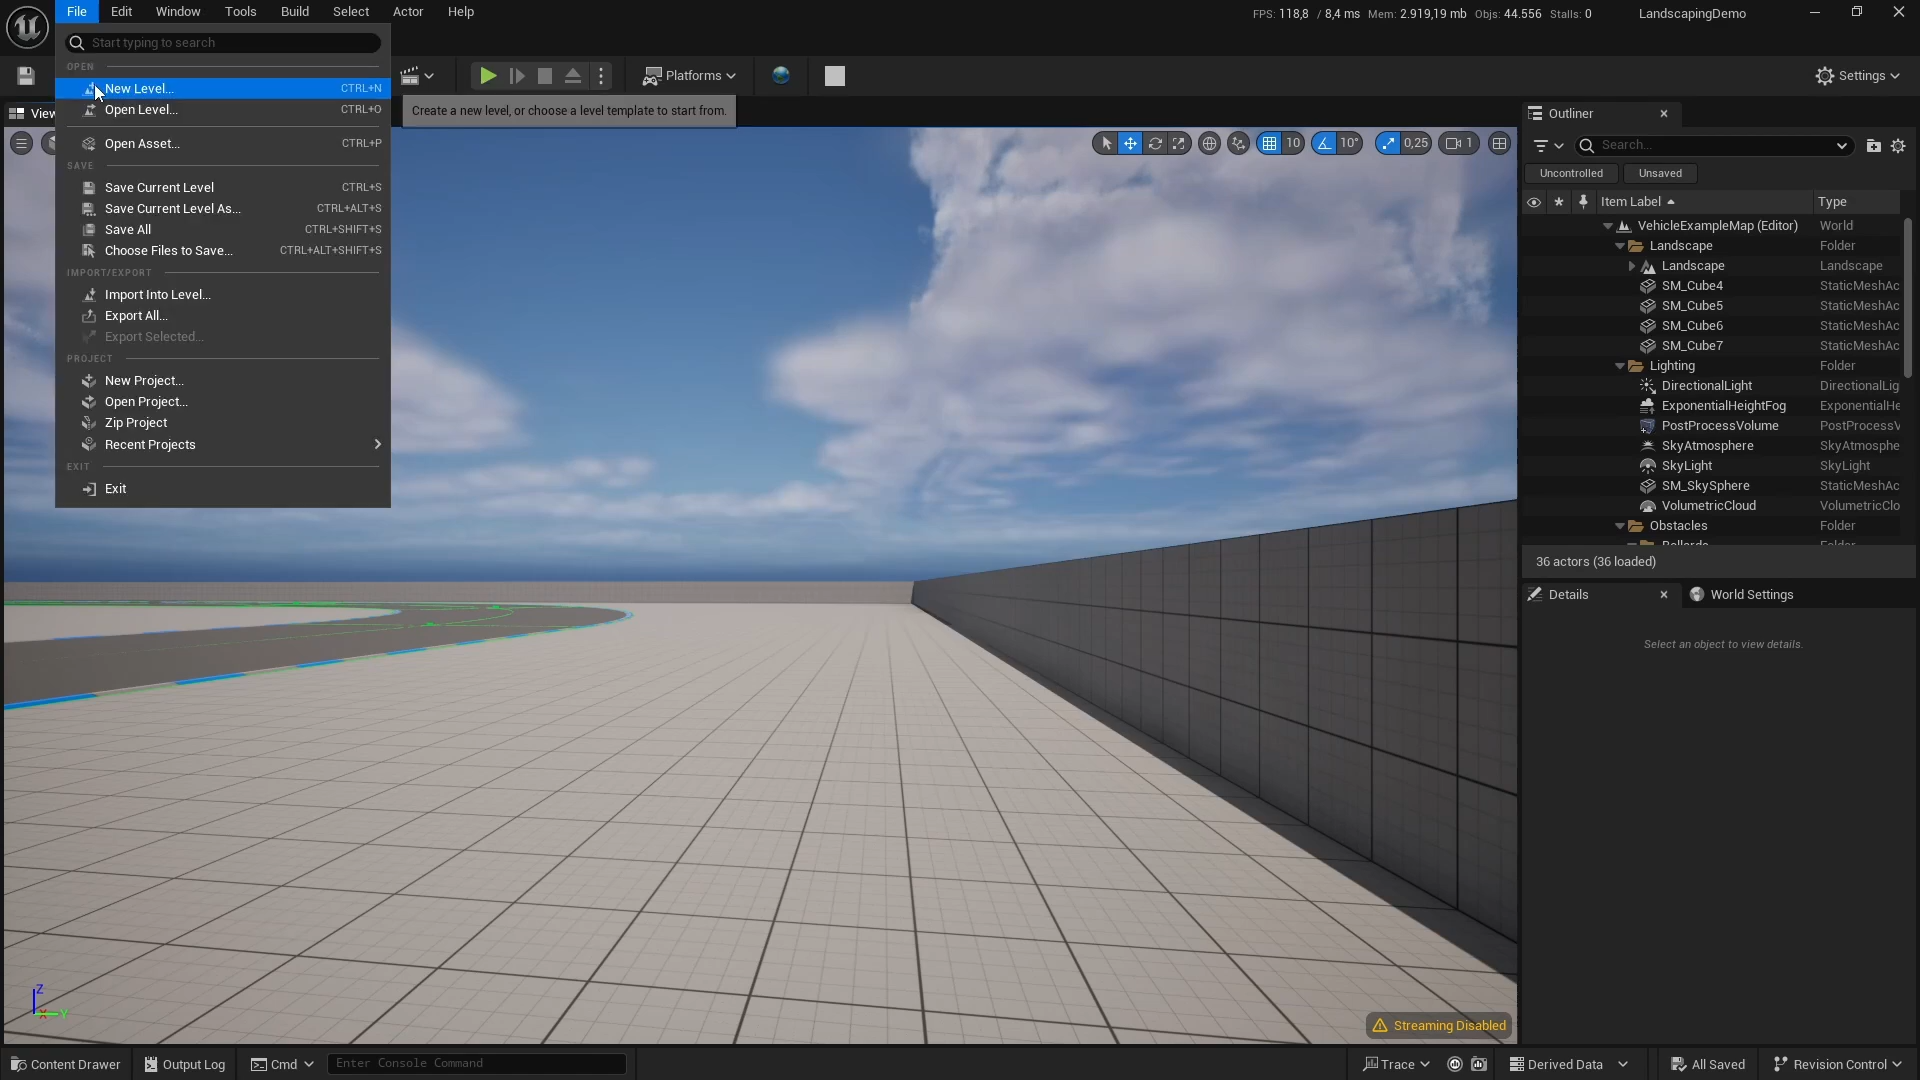 File
Edit
Window
Tools
Build
Select
Actor
Help
FPS: 118,8 / 8,4 ms Mem: 2.919,19 mb Objs: 44.556 Stalls: 0
LandscapingDemo
Start typing to search
OPEN
New Level... CTRL+N
Open Level... CTRL+O
Open Asset... CTRL+P
SAVE
Save Current Level CTRL+S
Save Current Level As... CTRL+ALT+S
Save All CTRL+SHIFT+S
Choose Files to Save... CTRL+ALT+SHIFT+S
IMPORT/EXPORT
Import Into Level...
Export All...
Export Selected...
PROJECT
New Project...
Open Project...
Zip Project
Recent Projects
EXIT
Exit
Platforms
Settings
Create a new level, or choose a level template to start from.
10
10°
0,25
1
Outliner
Search...
Uncontrolled
Unsaved
Item Label
Type
VehicleExampleMap (Editor) World
Landscape Folder
Landscape Landscape
SM_Cube4 StaticMeshAc
SM_Cube5 StaticMeshAc
SM_Cube6 StaticMeshAc
SM_Cube7 StaticMeshAc
Lighting Folder
DirectionalLight DirectionalLig
ExponentialHeightFog ExponentialHe
PostProcessVolume PostProcessV
SkyAtmosphere SkyAtmosphe
SkyLight SkyLight
SM_SkySphere StaticMeshAc
VolumetricCloud VolumetricClo
Obstacles Folder
36 actors (36 loaded)
Details
World Settings
Select an object to view details.
Z
X
Y
Streaming Disabled
Content Drawer
Output Log
Cmd
Enter Console Command
Trace
Derived Data
All Saved
Revision Control